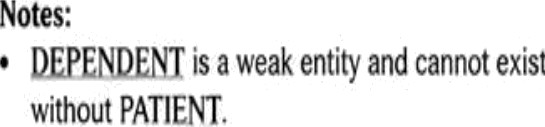 Notes:
• DEPENDENT is a weak entity and cannot exist
without PATIENT.